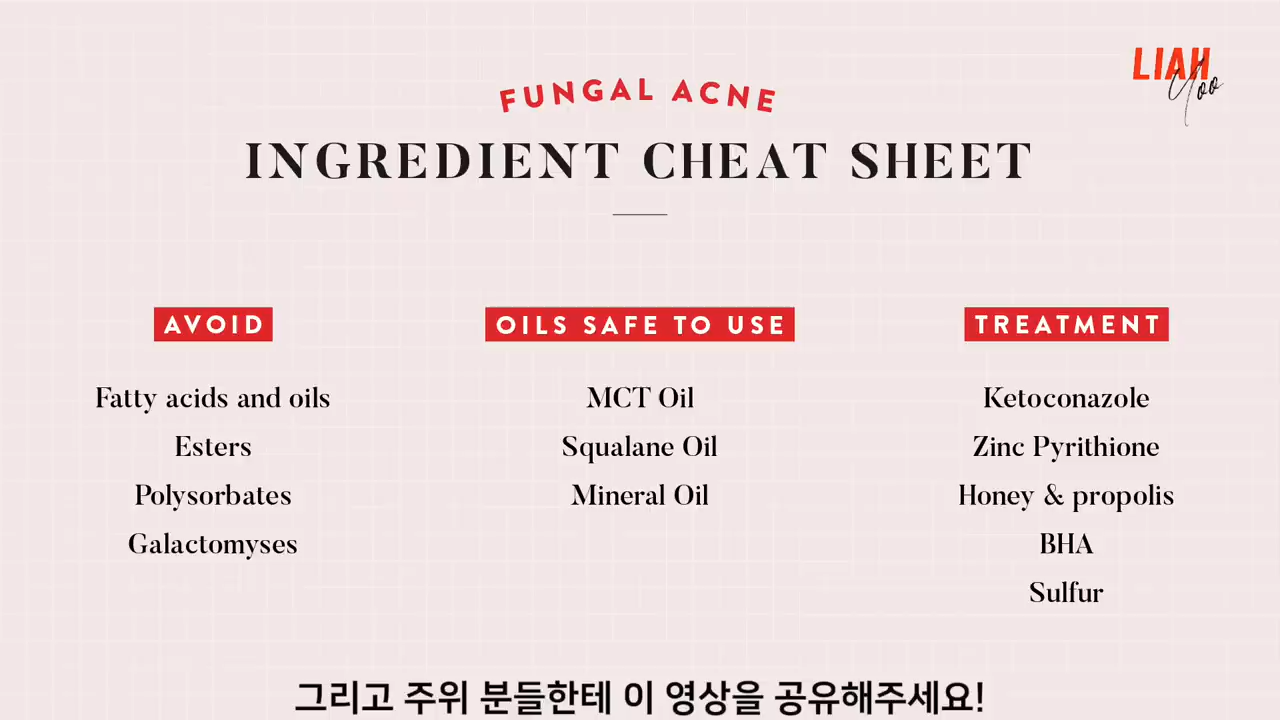 LIAH
Yoo
FUNGAL ACNE
INGREDIENT CHEAT SHEET
AVOID
Fatty acids and oils
Esters
Polysorbates
Galactomyses
OILS SAFE TO USE
MCT Oil
Squalane Oil
Mineral Oil
TREATMENT
Ketoconazole
Zinc Pyrithione
Honey & propolis
BHA
Sulfur
그리고 주위 분들한테 이 영상을 공유해주세요!